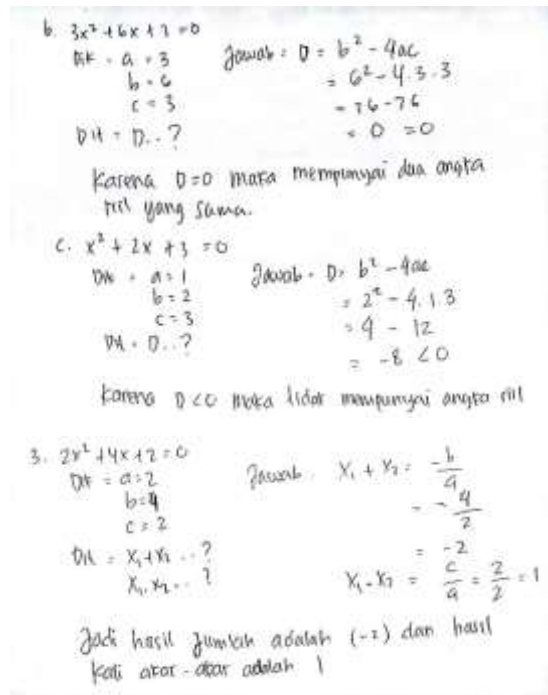 b. 3x² + 6x + 3 = 0
Dik = a = 3 Jawab = D = b² - 4ac
b = 6 = 6² - 4.3.3
c = 3 = 36 - 36
Dit = D..? = 0 = 0
Karena D=0 maka mempunyai dua angka
riil yang sama.
c. x² + 2x + 3 = 0
Dik = a = 1 Jawab = D = b² - 4ac
b = 2 = 2² - 4.1.3
c = 3 = 4 - 12
Dit = D..? = -8 < 0
Karena D<0 maka tidak mempunyai angka riil
3. 2x² + 4x + 2 = 0
Dik = a = 2 Jawab. X₁ + X₂ = -b/a
b = 4 = -4/2
c = 2
Dit = X₁+X₂ ..? = -2
X₁.X₂..? X₁.X₂ = c/a = 2/2 = 1
Jadi hasil Jumlah adalah (-2) dan hasil
kali akar-akar adalah 1